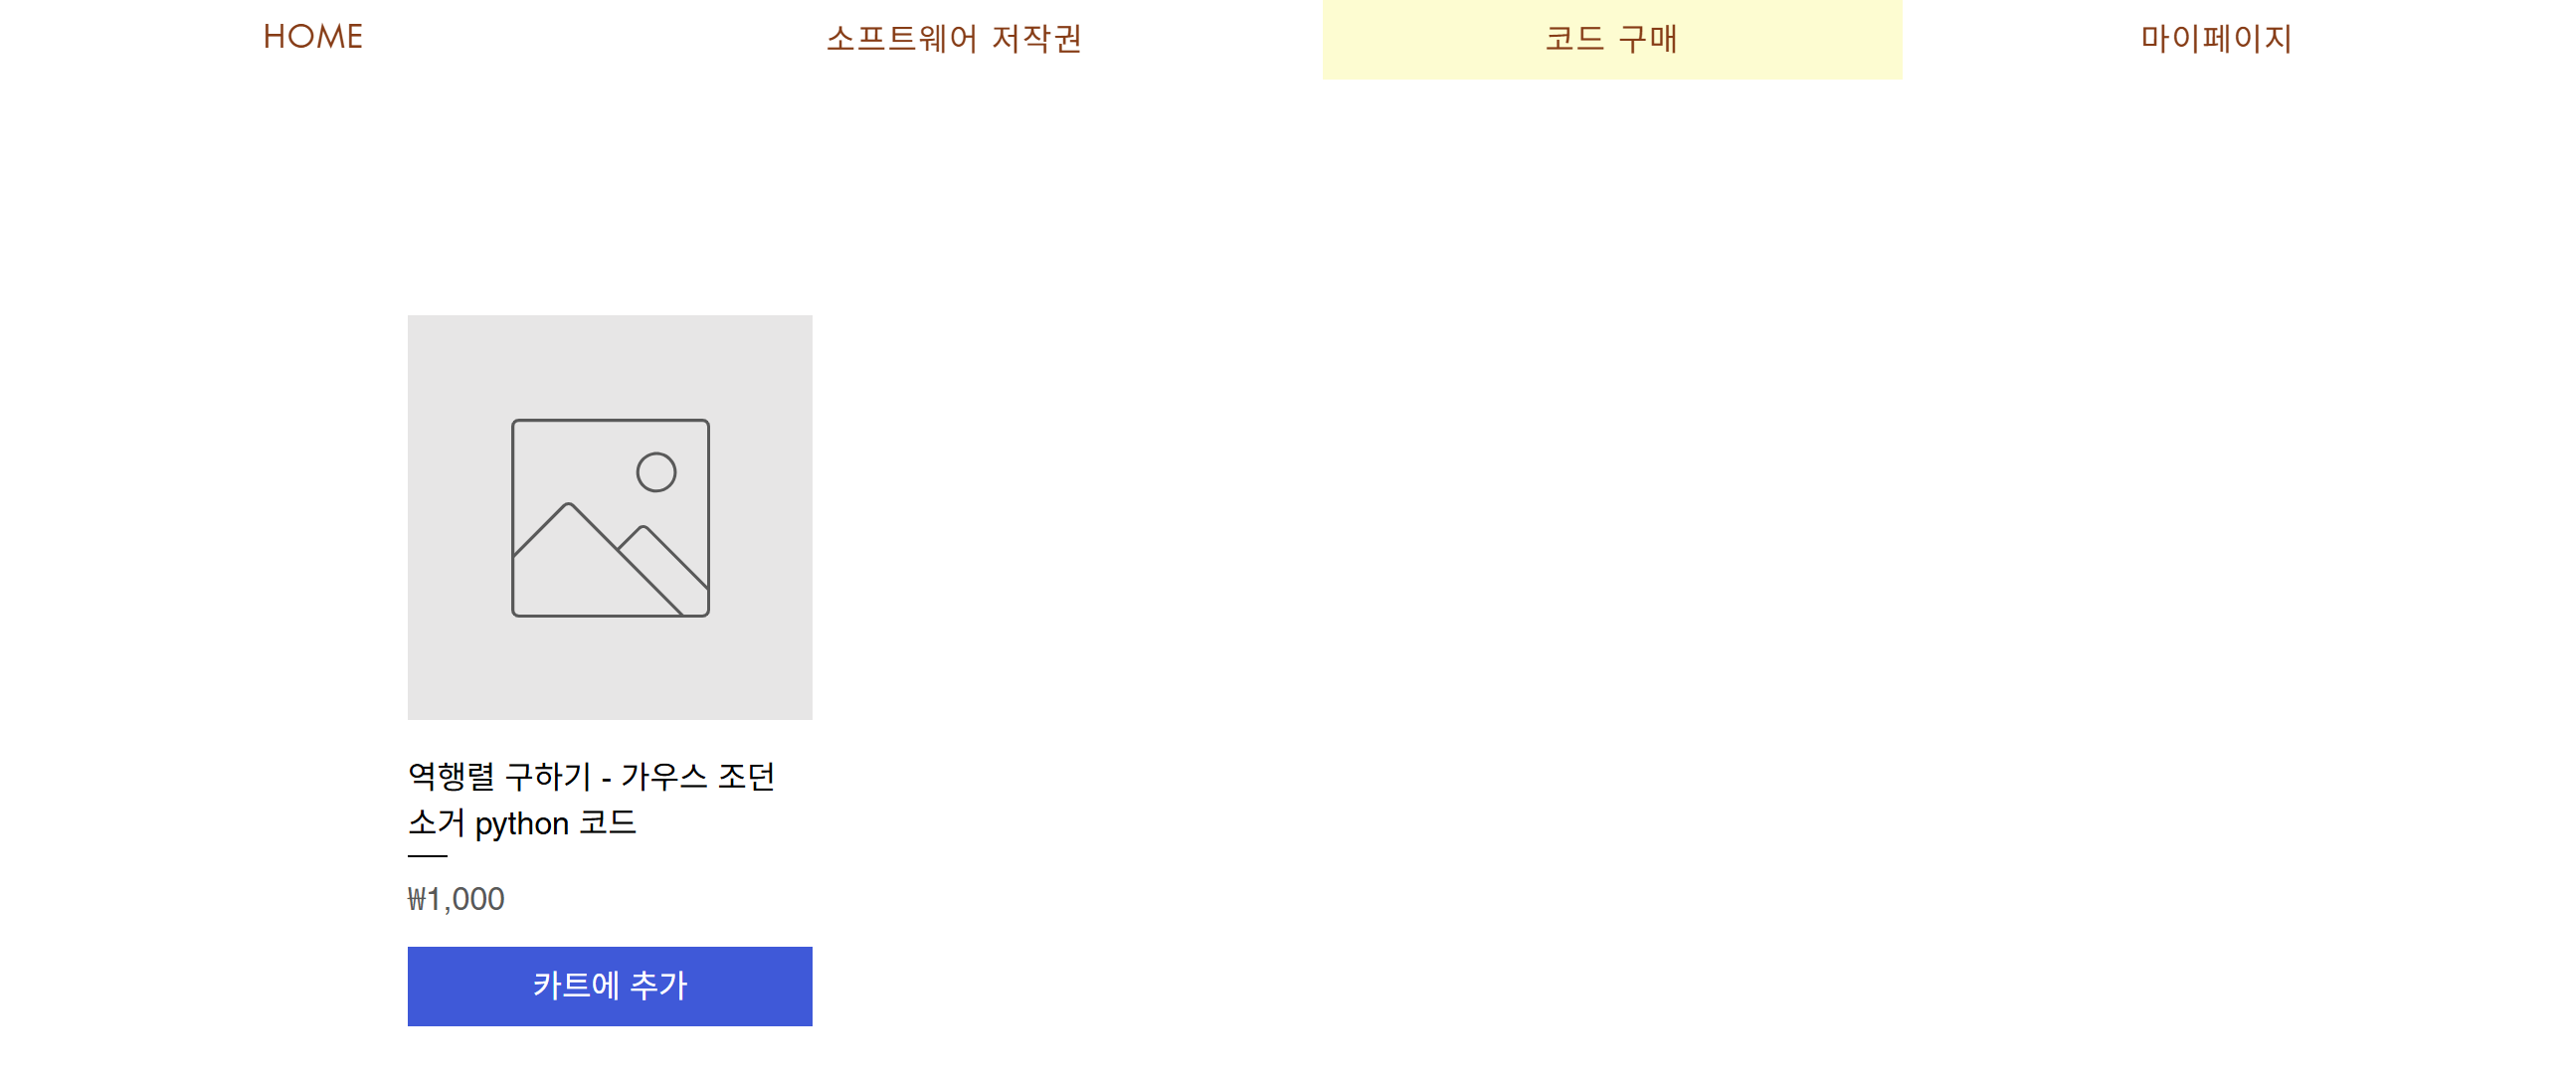 HOME
소프트웨어 저작권
코드 구매
마이페이지
역행렬 구하기 - 가우스 조던
소거 python 코드
₩1,000
카트에 추가